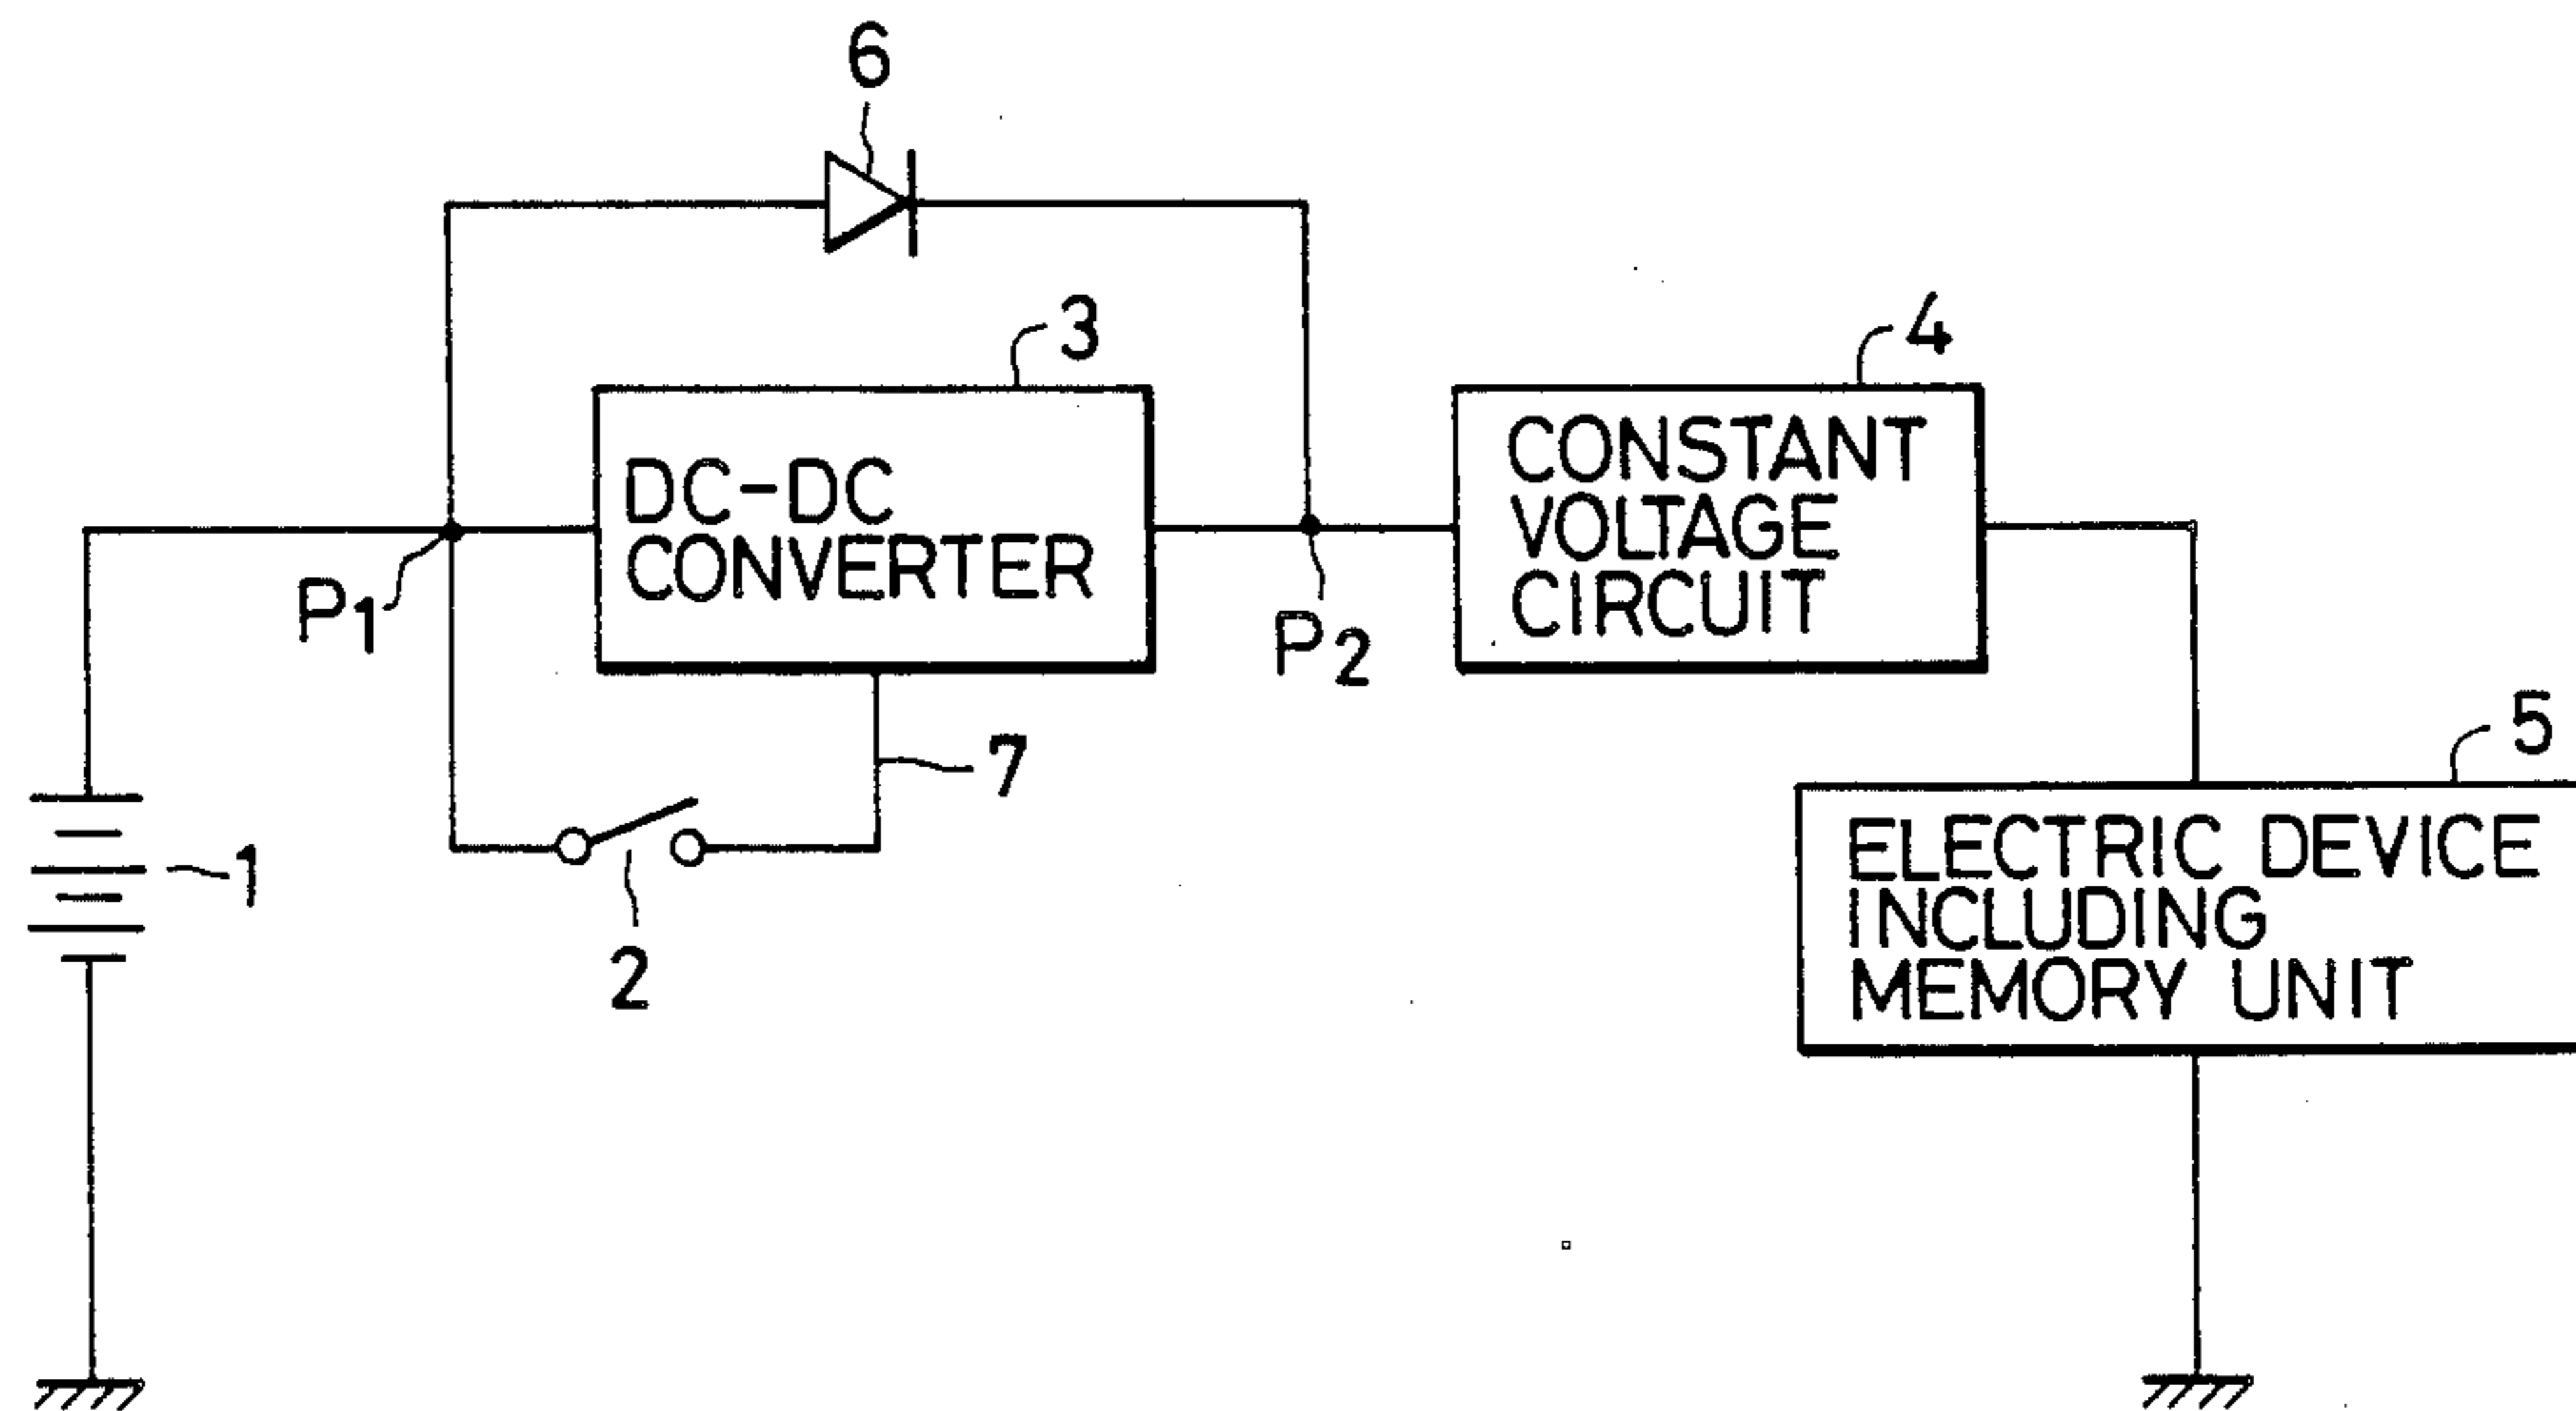 6
3
4
DC-DC
CONVERTER
CONSTANT
VOLTAGE
CIRCUIT
P1
P2
7
5
1
2
ELECTRIC DEVICE
INCLUDING
MEMORY UNIT